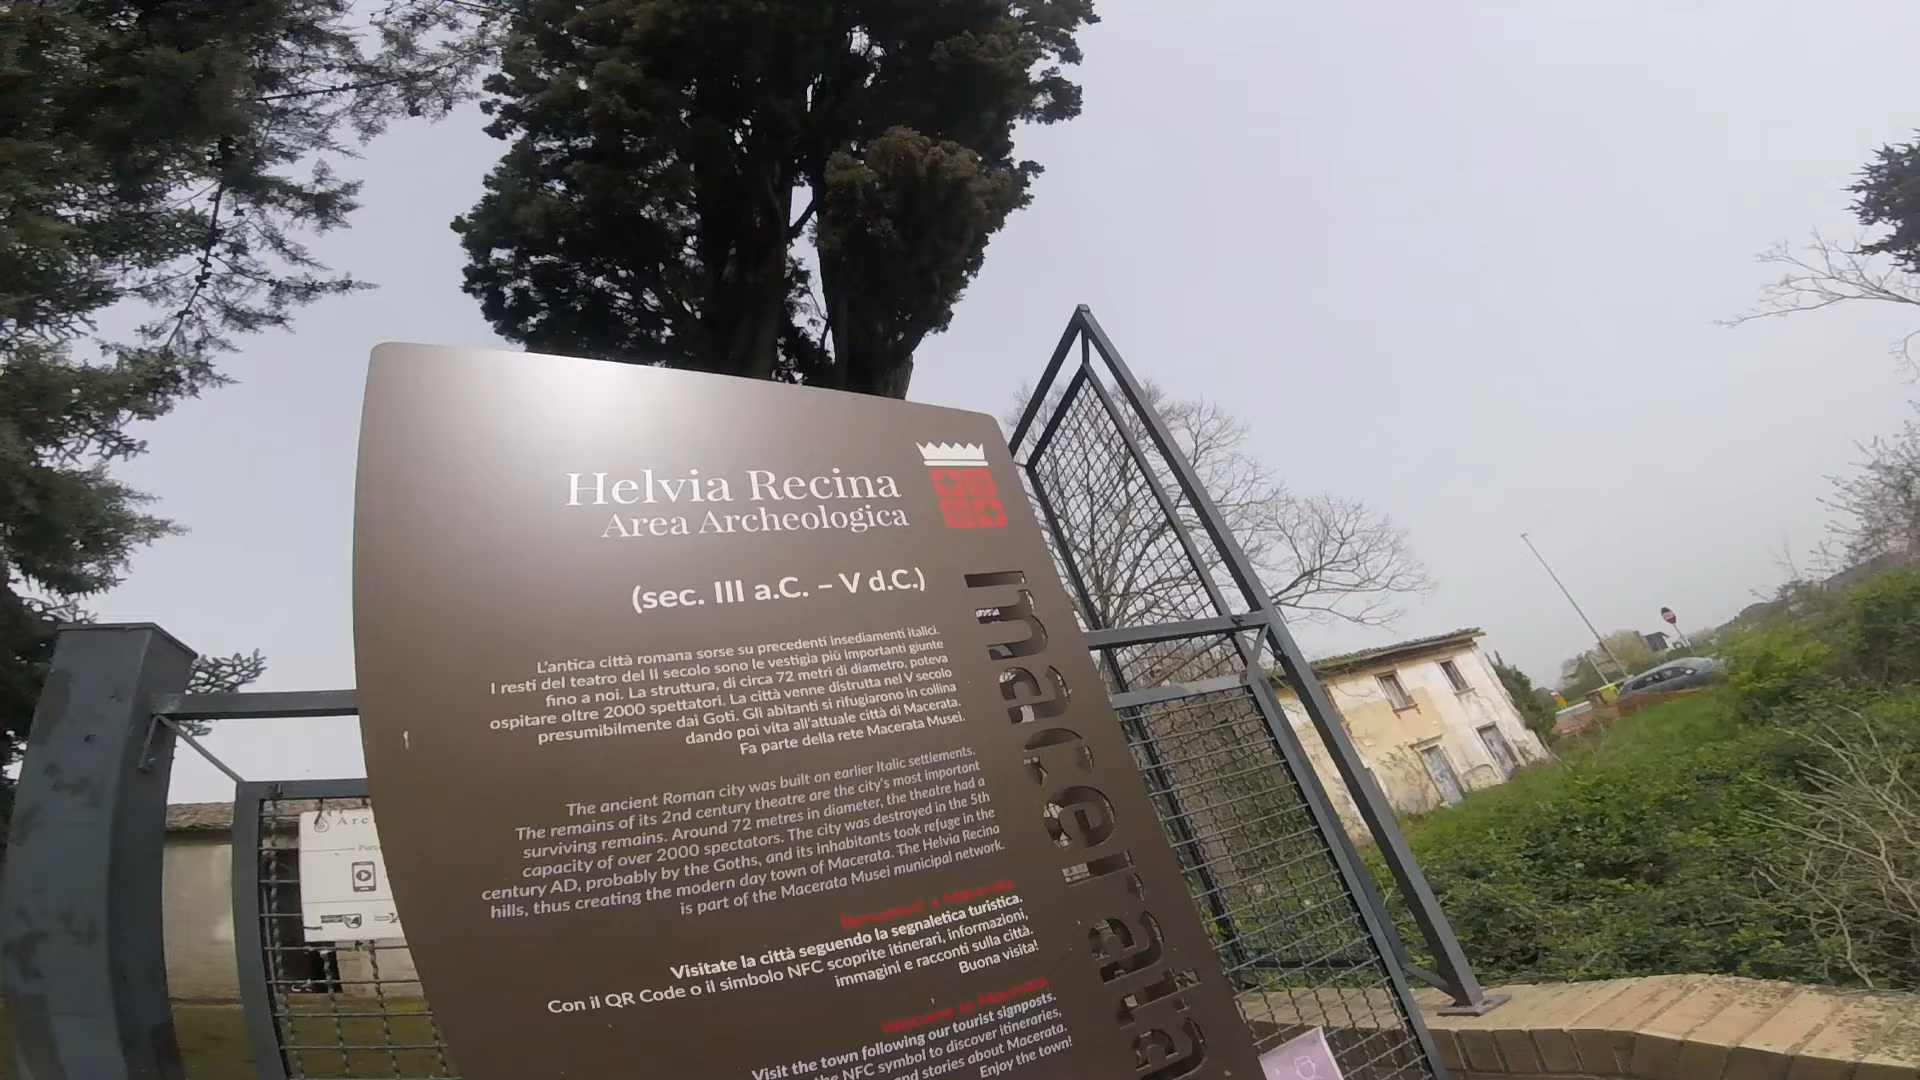 Helvia Recina
Area Archeologica
(sec. III a.C. – V d.C.)
L'antica città romana sorse su precedenti insediamenti italici.
I resti del teatro del II secolo sono le vestigia più importanti giunte
fino a noi. La struttura, di circa 72 metri di diametro, poteva
ospitare oltre 2000 spettatori. La città venne distrutta nel V secolo
presumibilmente dai Goti. Gli abitanti si rifugiarono in collina
dando poi vita all'attuale città di Macerata.
Fa parte della rete Macerata Musei.
The ancient Roman city was built on earlier Italic settlements.
The remains of its 2nd century theatre are the city's most important
surviving remains. Around 72 metres in diameter, the theatre had a
capacity of over 2000 spectators. The city was destroyed in the 5th
century AD, probably by the Goths, and its inhabitants took refuge in the
hills, thus creating the modern day town of Macerata. The Helvia Recina
is part of the Macerata Musei municipal network.
Benvenuti a Macerata
Visitate la città seguendo la segnaletica turistica.
Con il QR Code o il simbolo NFC scoprite itinerari, informazioni,
immagini e racconti sulla città.
Buona visita!
Welcome to Macerata
Visit the town following our tourist signposts.
the NFC symbol to discover itineraries,
and stories about Macerata.
Enjoy the town!
macerata
Arc